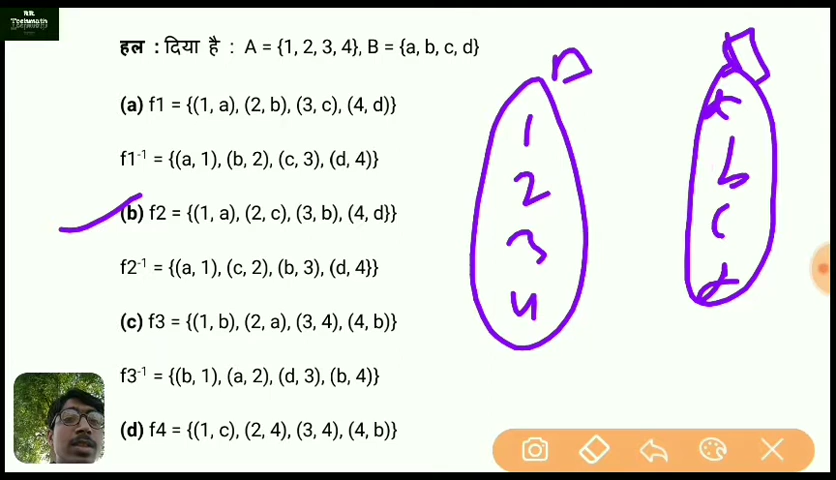 RR
Teekmath
हल : दिया है : A = {1, 2, 3, 4}, B = {a, b, c, d}
(a) f1 = {(1, a), (2, b), (3, c), (4, d)}
f1⁻¹ = {(a, 1), (b, 2), (c, 3), (d, 4)}
(b) f2 = {(1, a), (2, c), (3, b), (4, d}}
f2⁻¹ = {(a, 1), (c, 2), (b, 3), (d, 4}}
(c) f3 = {(1, b), (2, a), (3, 4), (4, b)}
f3⁻¹ = {(b, 1), (a, 2), (d, 3), (b, 4)}
(d) f4 = {(1, c), (2, 4), (3, 4), (4, b)}
1
2
3
4
b
c
d